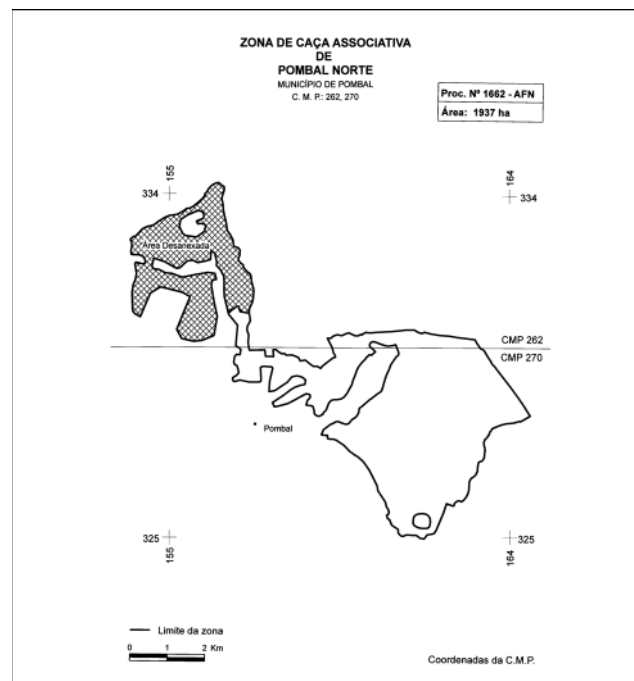 ZONA DE CAÇA ASSOCIATIVA
DE
POMBAL NORTE
MUNICÍPIO DE POMBAL
C. M. P.: 262, 270
Proc. Nº 1662 - AFN
Área: 1937 ha
155
164
334
334
Área Desanexada
CMP 262
CMP 270
Pombal
325
325
155
164
Limite da zona
0 1 2 Km
Coordenadas da C.M.P.